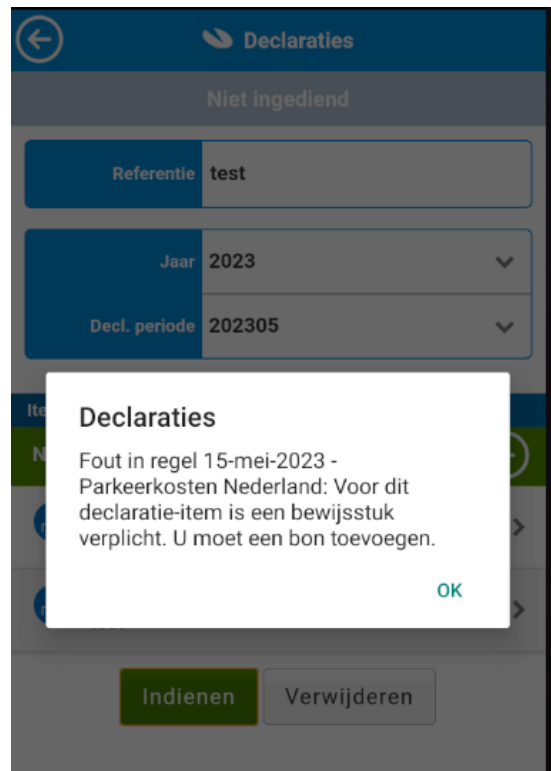 Declaraties
Niet ingediend
Referentie test
Jaar 2023
Decl. periode 202305
Ite
N
Declaraties
Fout in regel 15-mei-2023 -
Parkeerkosten Nederland: Voor dit
declaratie-item is een bewijsstuk
verplicht. U moet een bon toevoegen.
OK
Indienen Verwijderen